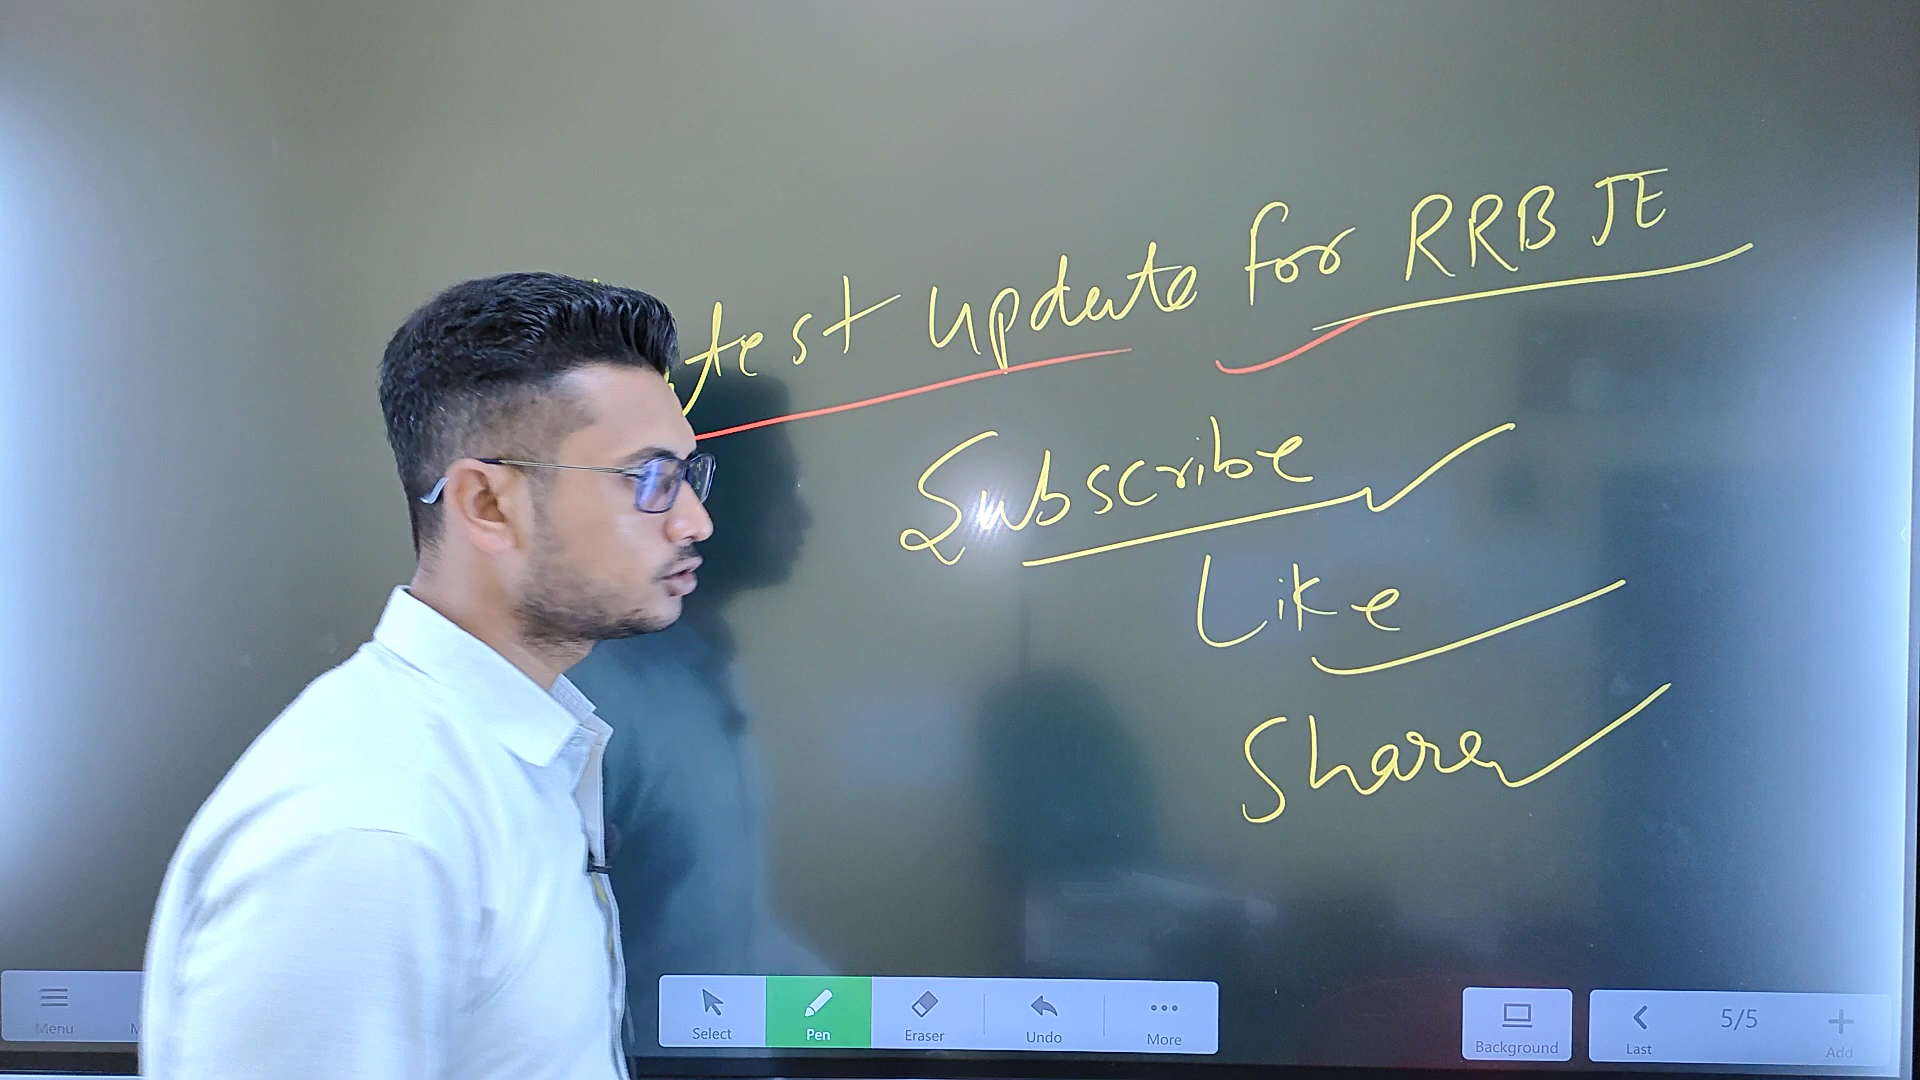 test update for RRB JE
Subscribe
Like
Share
Menu
Select Pen Eraser Undo More
Background
Last 5/5 Add